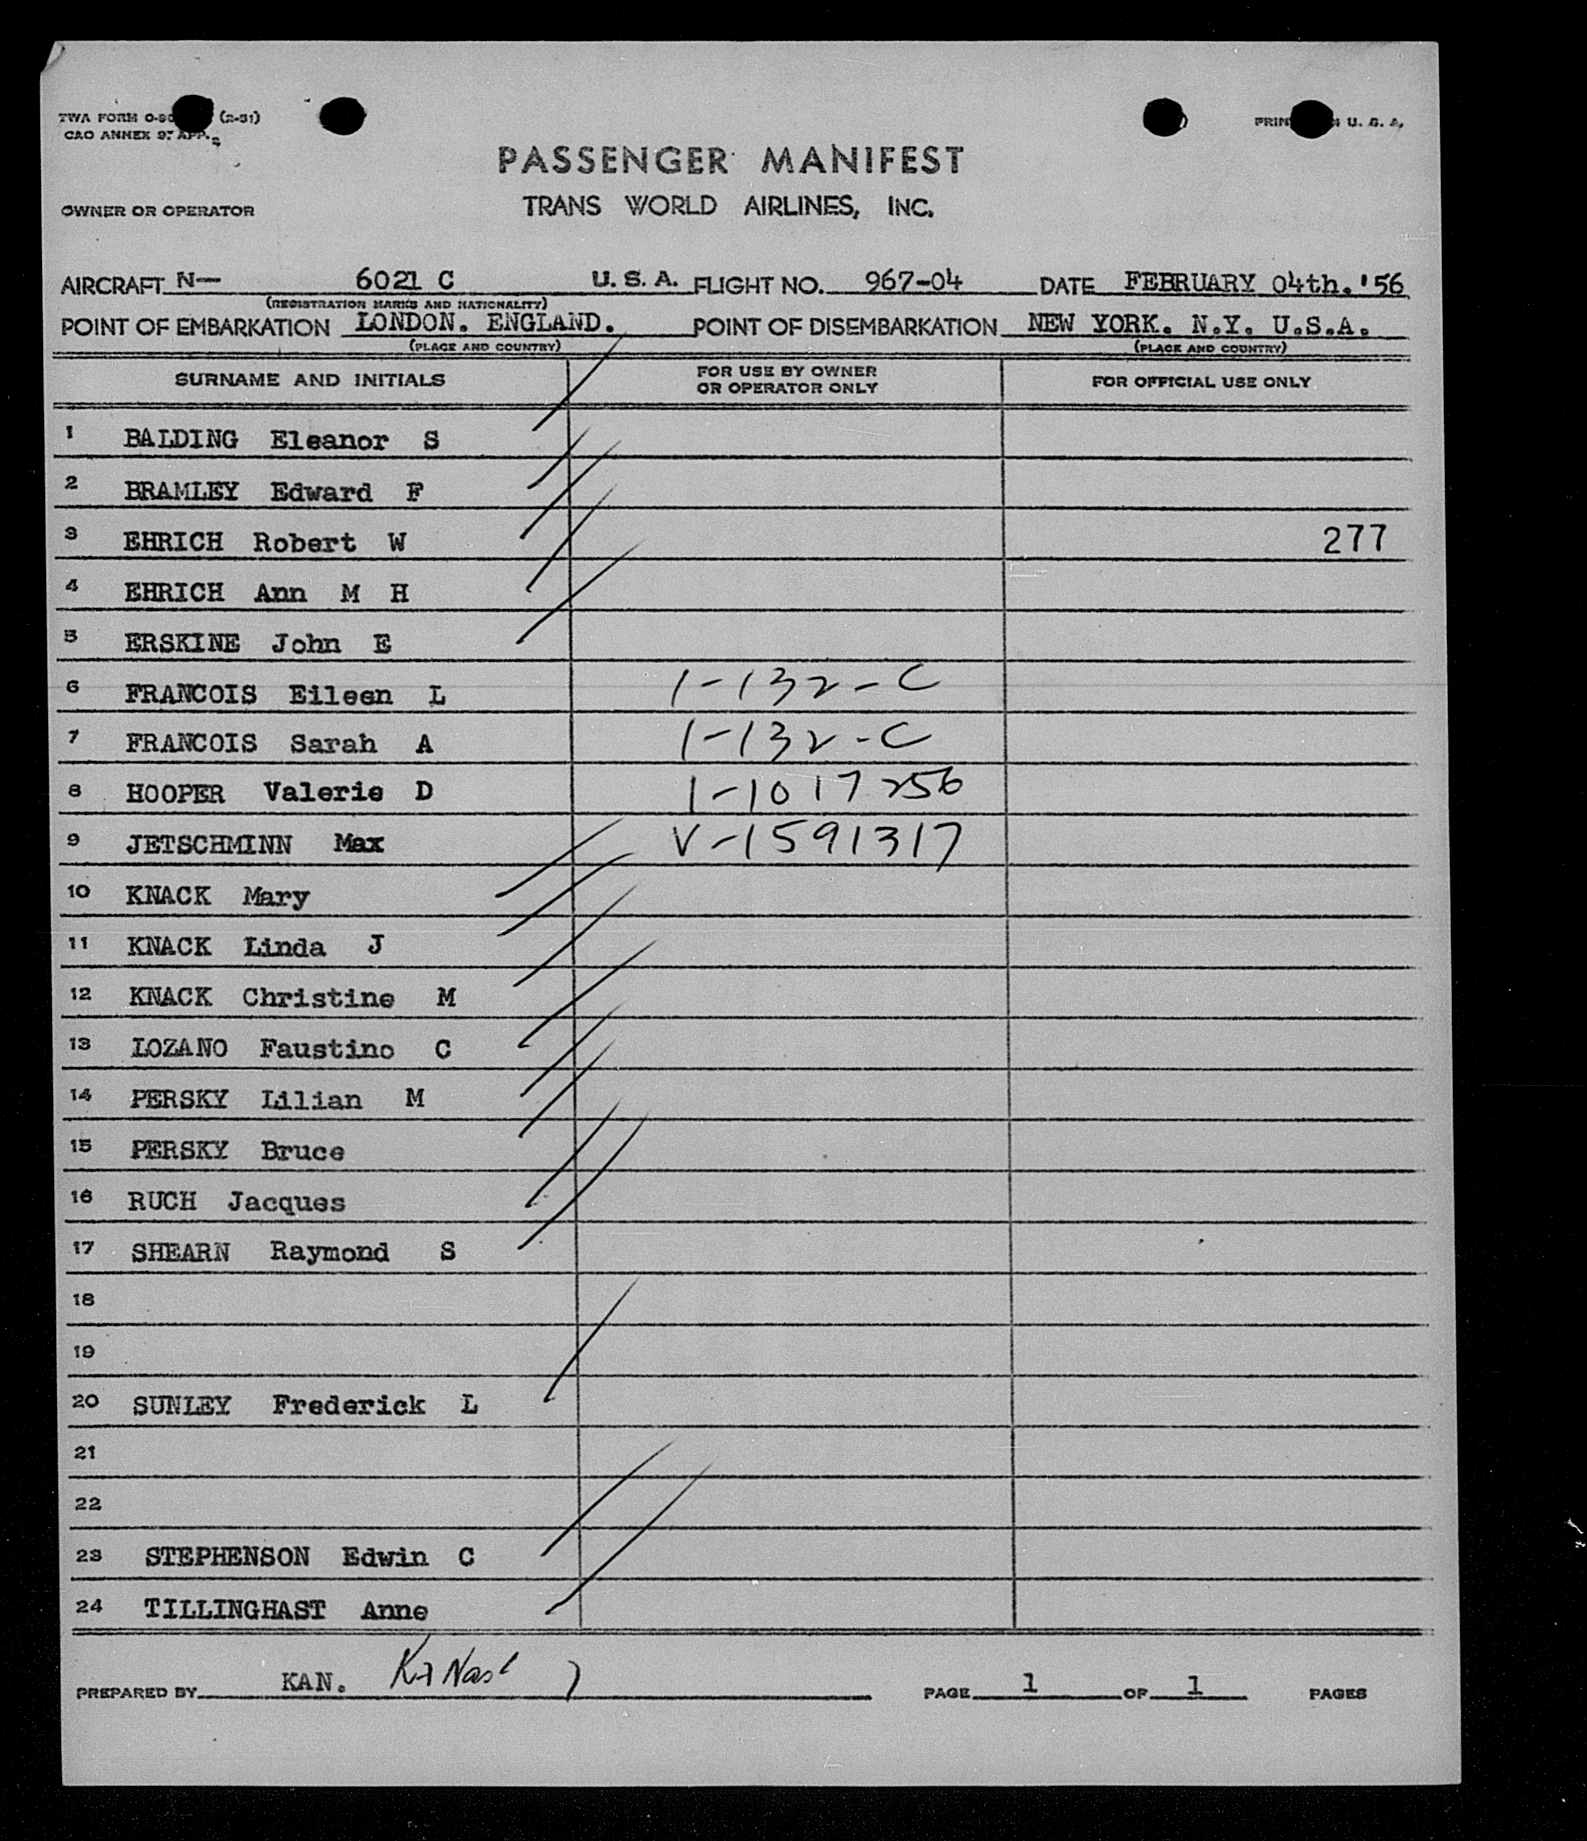 TWA FORM O-90 (2-51)
CAO ANNEX 9, APP. 2
PRIN U. S. A.
PASSENGER MANIFEST
TRANS WORLD AIRLINES, INC.
OWNER OR OPERATOR
AIRCRAFT N— 6021 C U. S. A. FLIGHT NO. 967-04 DATE FEBRUARY 04th. '56
(REGISTRATION MARKS AND NATIONALITY)
POINT OF EMBARKATION LONDON. ENGLAND. POINT OF DISEMBARKATION NEW YORK. N.Y. U.S.A.
(PLACE AND COUNTRY) (PLACE AND COUNTRY)
SURNAME AND INITIALS FOR USE BY OWNER OR OPERATOR ONLY FOR OFFICIAL USE ONLY
1 BALDING Eleanor S
2 BRAMLEY Edward F
3 EHRICH Robert W 277
4 EHRICH Ann M H
5 ERSKINE John E
6 FRANCOIS Eileen L 1-132-C
7 FRANCOIS Sarah A 1-132-C
8 HOOPER Valerie D 1-1017256
9 JETSCHMINN Max V-1591317
10 KNACK Mary
11 KNACK Linda J
12 KNACK Christine M
13 LOZANO Faustino C
14 PERSKY Lilian M
15 PERSKY Bruce
16 RUCH Jacques
17 SHEARN Raymond S
18
19
20 SUNLEY Frederick L
21
22
23 STEPHENSON Edwin C
24 TILLINGHAST Anne
PREPARED BY KAN. PAGE 1 OF 1 PAGES